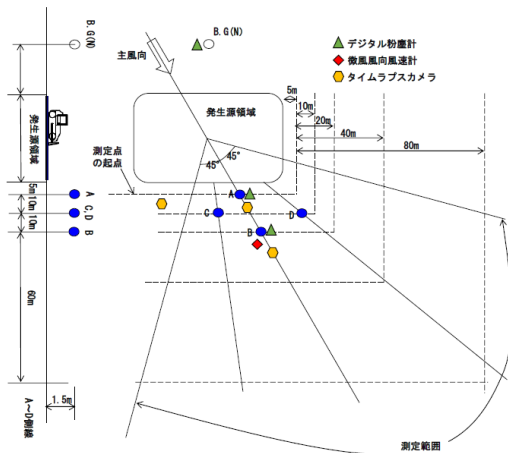 B.G(N)
B.G(N)
主風向
デジタル粉塵計
微風風向風速計
タイムラプスカメラ
5m
10m
20m
40m
80m
発生源領域
発生源領域
45°
45°
測定点
の起点
5m
10m
10m
A
C,D
B
A
C
D
B
60m
1.5m
A～D側線
測定範囲